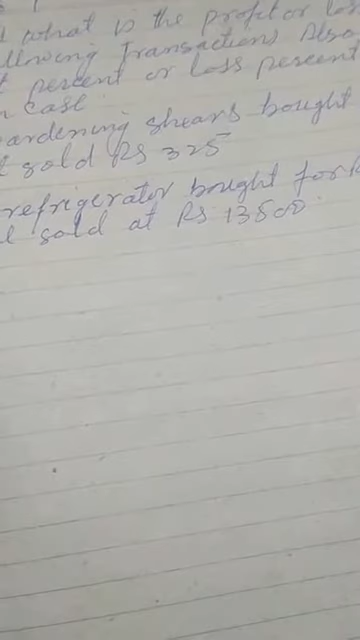 what is the profit or los
llowing Transactions Also
percent or loss percent
case
ardening shears bought
sold RS 325
refrigerator bought for R
sold at RS 13500